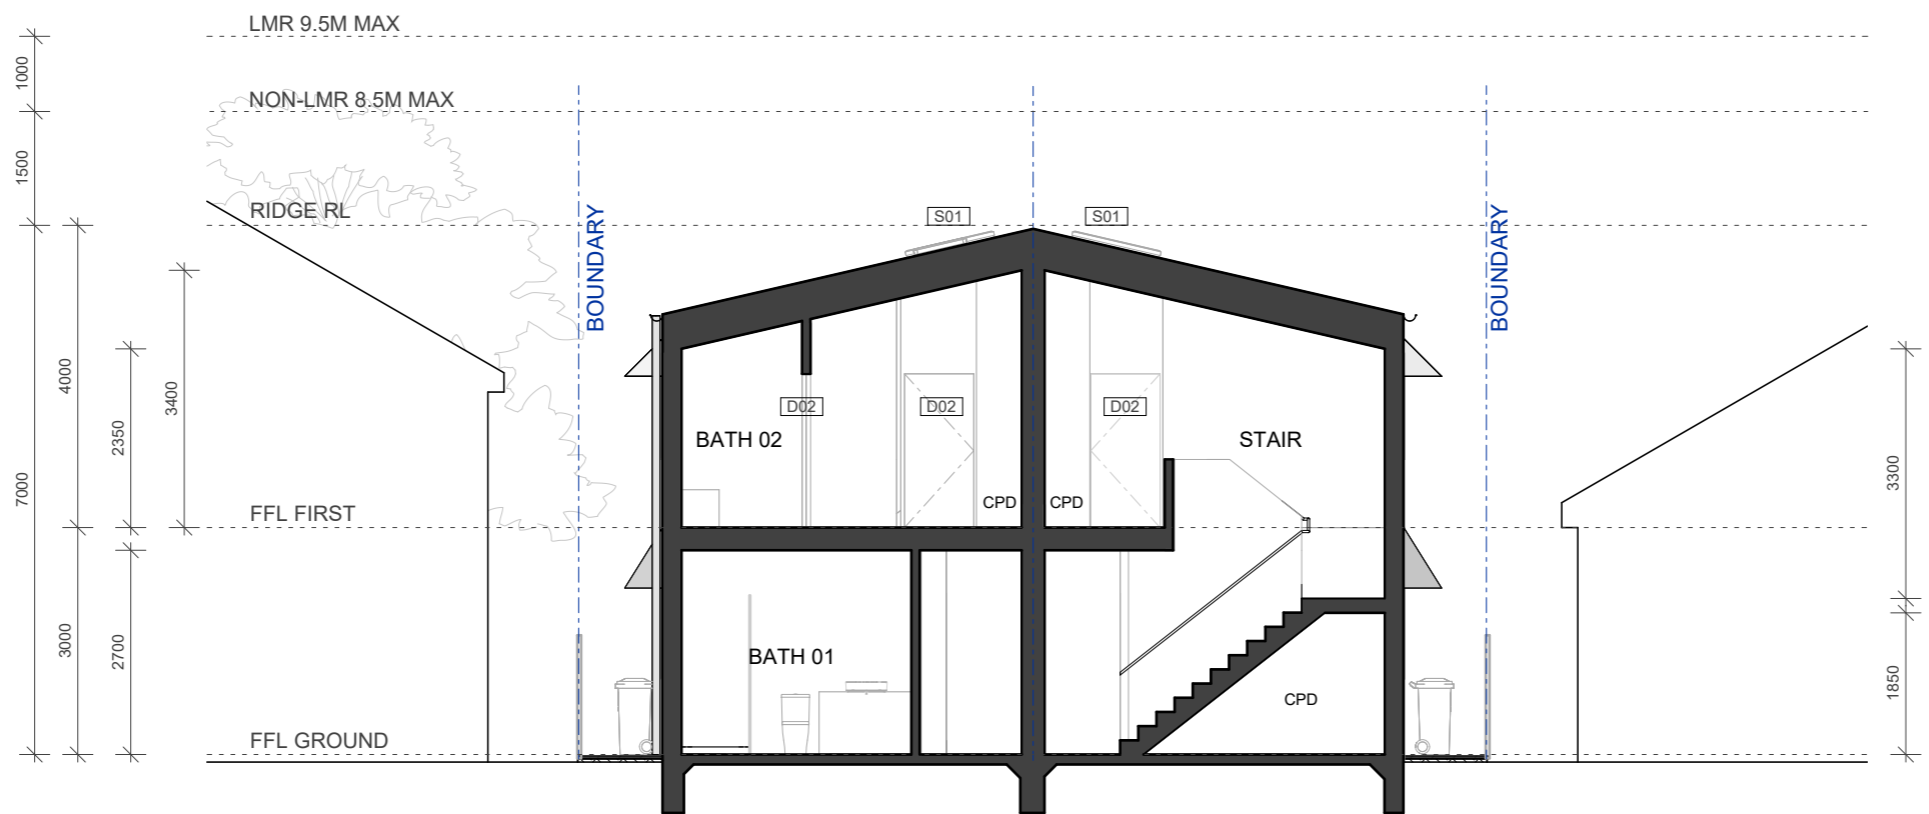 LMR 9.5M MAX
1000
NON-LMR 8.5M MAX
1500
RIDGE RL
BOUNDARY
S01
S01
BOUNDARY
7000
4000
3400
2350
3300
D02
D02
D02
BATH 02
STAIR
CPD
CPD
FFL FIRST
3000
2700
BATH 01
CPD
1850
FFL GROUND